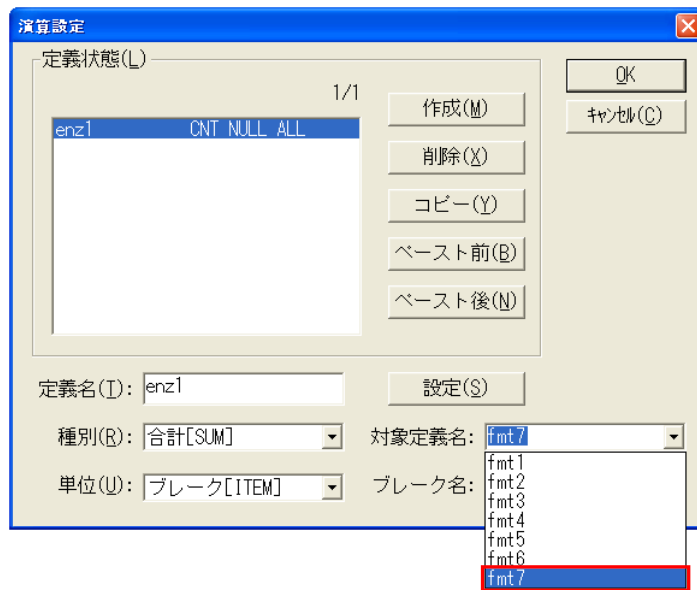 演算設定
定義状態(L)
1/1
enz1 CNT NULL ALL
作成(M)
削除(X)
コピー(Y)
ペースト前(B)
ペースト後(N)
OK
キャンセル(C)
定義名(T): enz1
設定(S)
種別(R): 合計[SUM]
対象定義名: fmt7
単位(U): ブレーク[ITEM]
ブレーク名:
fmt1
fmt2
fmt3
fmt4
fmt5
fmt6
fmt7